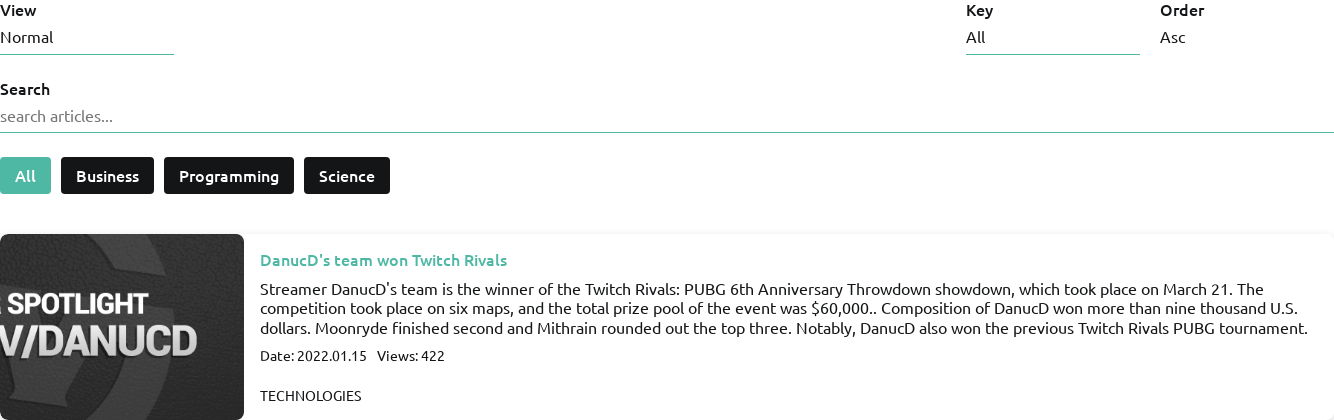 View
Key
Order
Normal
All
Asc
Search
search articles...
All
Business
Programming
Science
SPOTLIGHT
V/DANUCD
DanucD's team won Twitch Rivals
Streamer DanucD's team is the winner of the Twitch Rivals: PUBG 6th Anniversary Throwdown showdown, which took place on March 21. The
competition took place on six maps, and the total prize pool of the event was $60,000.. Composition of DanucD won more than nine thousand U.S.
dollars. Moonryde finished second and Mithrain rounded out the top three. Notably, DanucD also won the previous Twitch Rivals PUBG tournament.
Date: 2022.01.15 Views: 422
TECHNOLOGIES